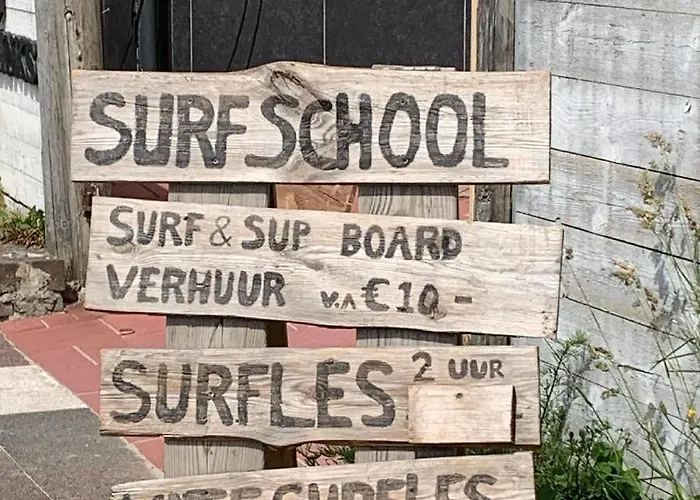 SURFSCHOOL
SURF & SUP BOARD
VERHUUR v.A €10,-
SURFLES 2 UUR